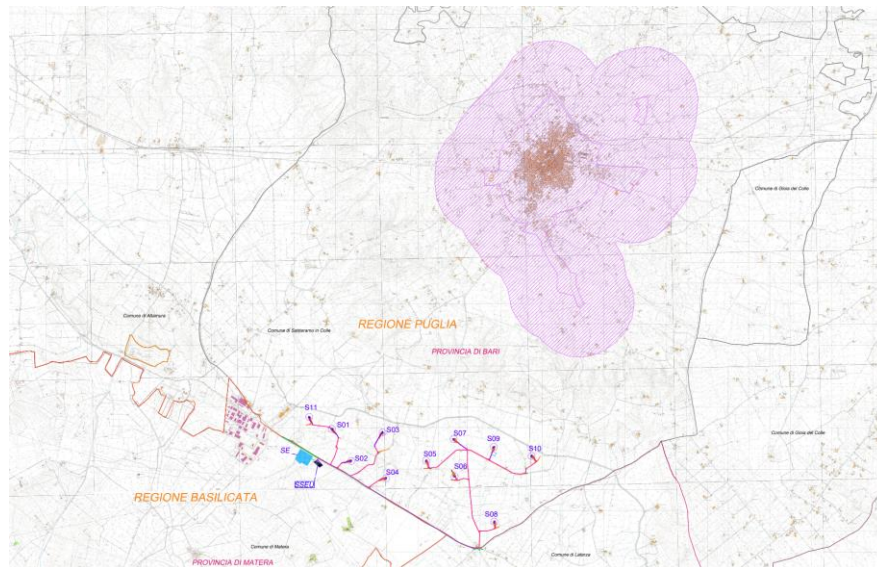 Comune di Gioia del Colle
Comune di Altamura
Comune di Santeramo in Colle
REGIONE PUGLIA
PROVINCIA DI BARI
S11
S01
S03
S07
S09
S10
Comune di Gioia del Colle
SE
S02
S05
S06
S04
SSEU
REGIONE BASILICATA
S08
Comune di Matera
Comune di Laterza
PROVINCIA DI MATERA